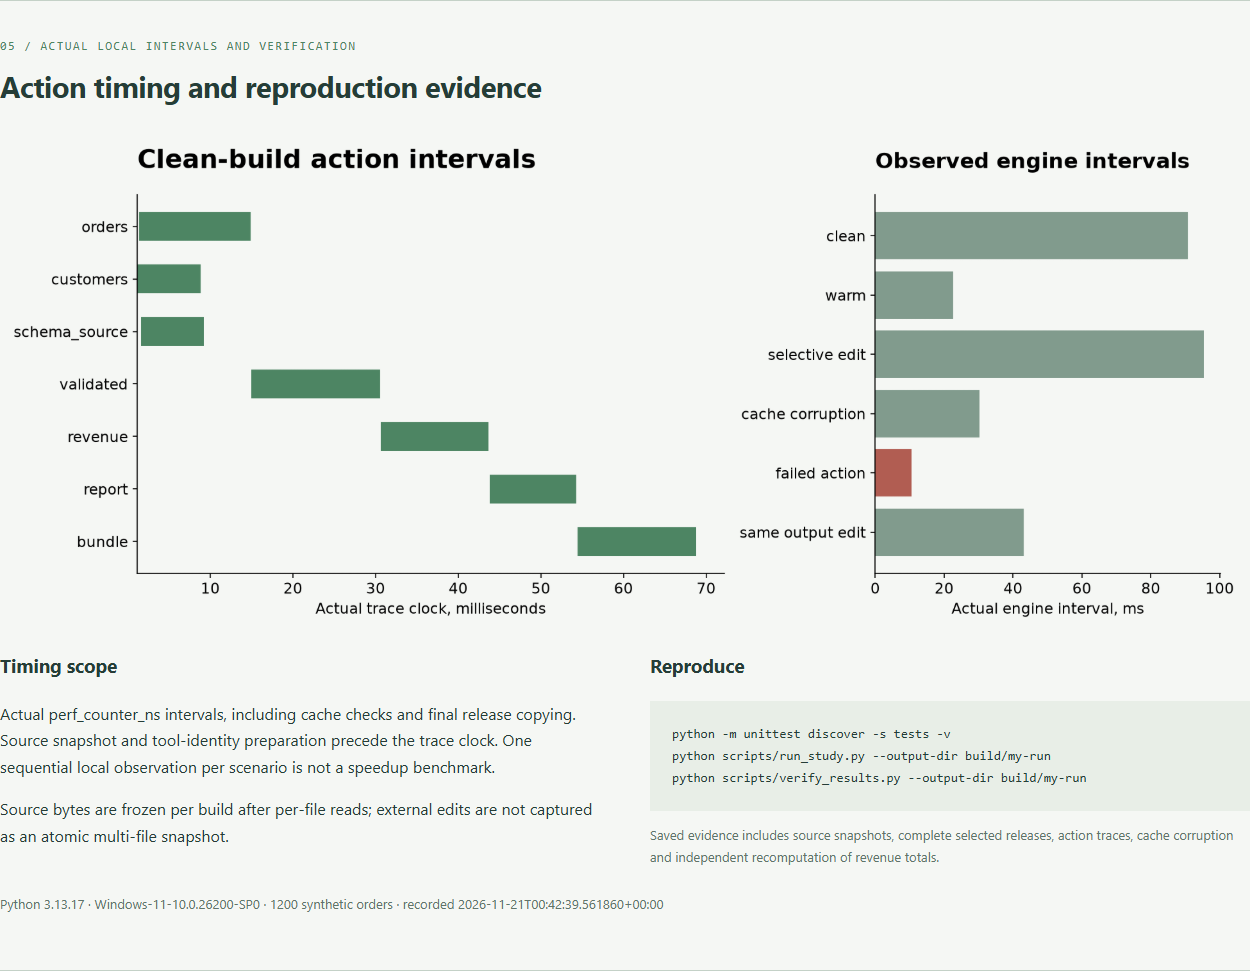 05 / ACTUAL LOCAL INTERVALS AND VERIFICATION
Action timing and reproduction evidence
Clean-build action intervals
orders
customers
schema_source
validated
revenue
report
bundle
10 20 30 40 50 60 70
Actual trace clock, milliseconds
Observed engine intervals
clean
warm
selective edit
cache corruption
failed action
same output edit
0 20 40 60 80 100
Actual engine interval, ms
Timing scope
Actual perf_counter_ns intervals, including cache checks and final release copying.
Source snapshot and tool-identity preparation precede the trace clock. One
sequential local observation per scenario is not a speedup benchmark.
Source bytes are frozen per build after per-file reads; external edits are not captured
as an atomic multi-file snapshot.
Reproduce
python -m unittest discover -s tests -v
python scripts/run_study.py --output-dir build/my-run
python scripts/verify_results.py --output-dir build/my-run
Saved evidence includes source snapshots, complete selected releases, action traces, cache corruption
and independent recomputation of revenue totals.
Python 3.13.17 · Windows-11-10.0.26200-SP0 · 1200 synthetic orders · recorded 2026-11-21T00:42:39.561860+00:00